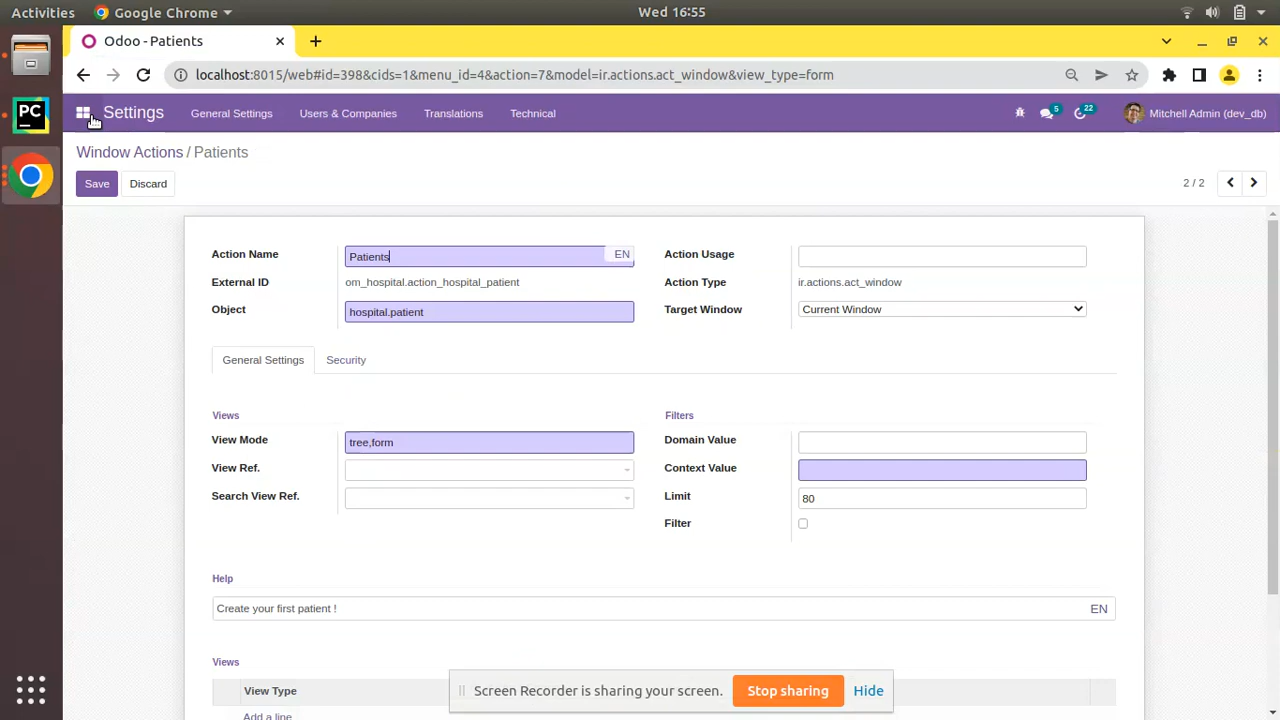 Activities
Google Chrome
Wed 16:55
Odoo - Patients
localhost:8015/web#id=398&cids=1&menu_id=4&action=7&model=ir.actions.act_window&view_type=form
PC
Settings
General Settings
Users & Companies
Translations
Technical
5
22
Mitchell Admin (dev_db)
Window Actions / Patients
Save
Discard
2 / 2
Action Name
Patients
EN
Action Usage
External ID
om_hospital.action_hospital_patient
Action Type
ir.actions.act_window
Object
hospital.patient
Target Window
Current Window
General Settings
Security
Views
Filters
View Mode
tree,form
Domain Value
View Ref.
Context Value
Search View Ref.
Limit
80
Filter
Help
Create your first patient !
EN
Views
View Type
Add a line
Screen Recorder is sharing your screen.
Stop sharing
Hide